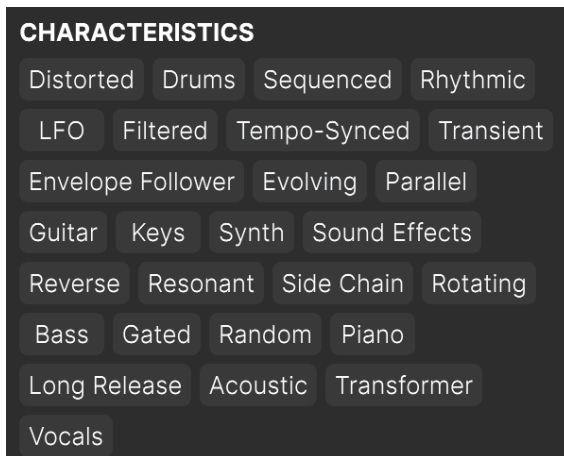 CHARACTERISTICS
Distorted Drums Sequenced Rhythmic
LFO Filtered Tempo-Synced Transient
Envelope Follower Evolving Parallel
Guitar Keys Synth Sound Effects
Reverse Resonant Side Chain Rotating
Bass Gated Random Piano
Long Release Acoustic Transformer
Vocals